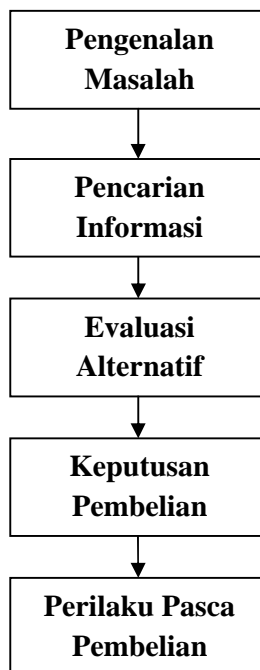 Pengenalan
Masalah
Pencarian
Informasi
Evaluasi
Alternatif
Keputusan
Pembelian
Perilaku Pasca
Pembelian